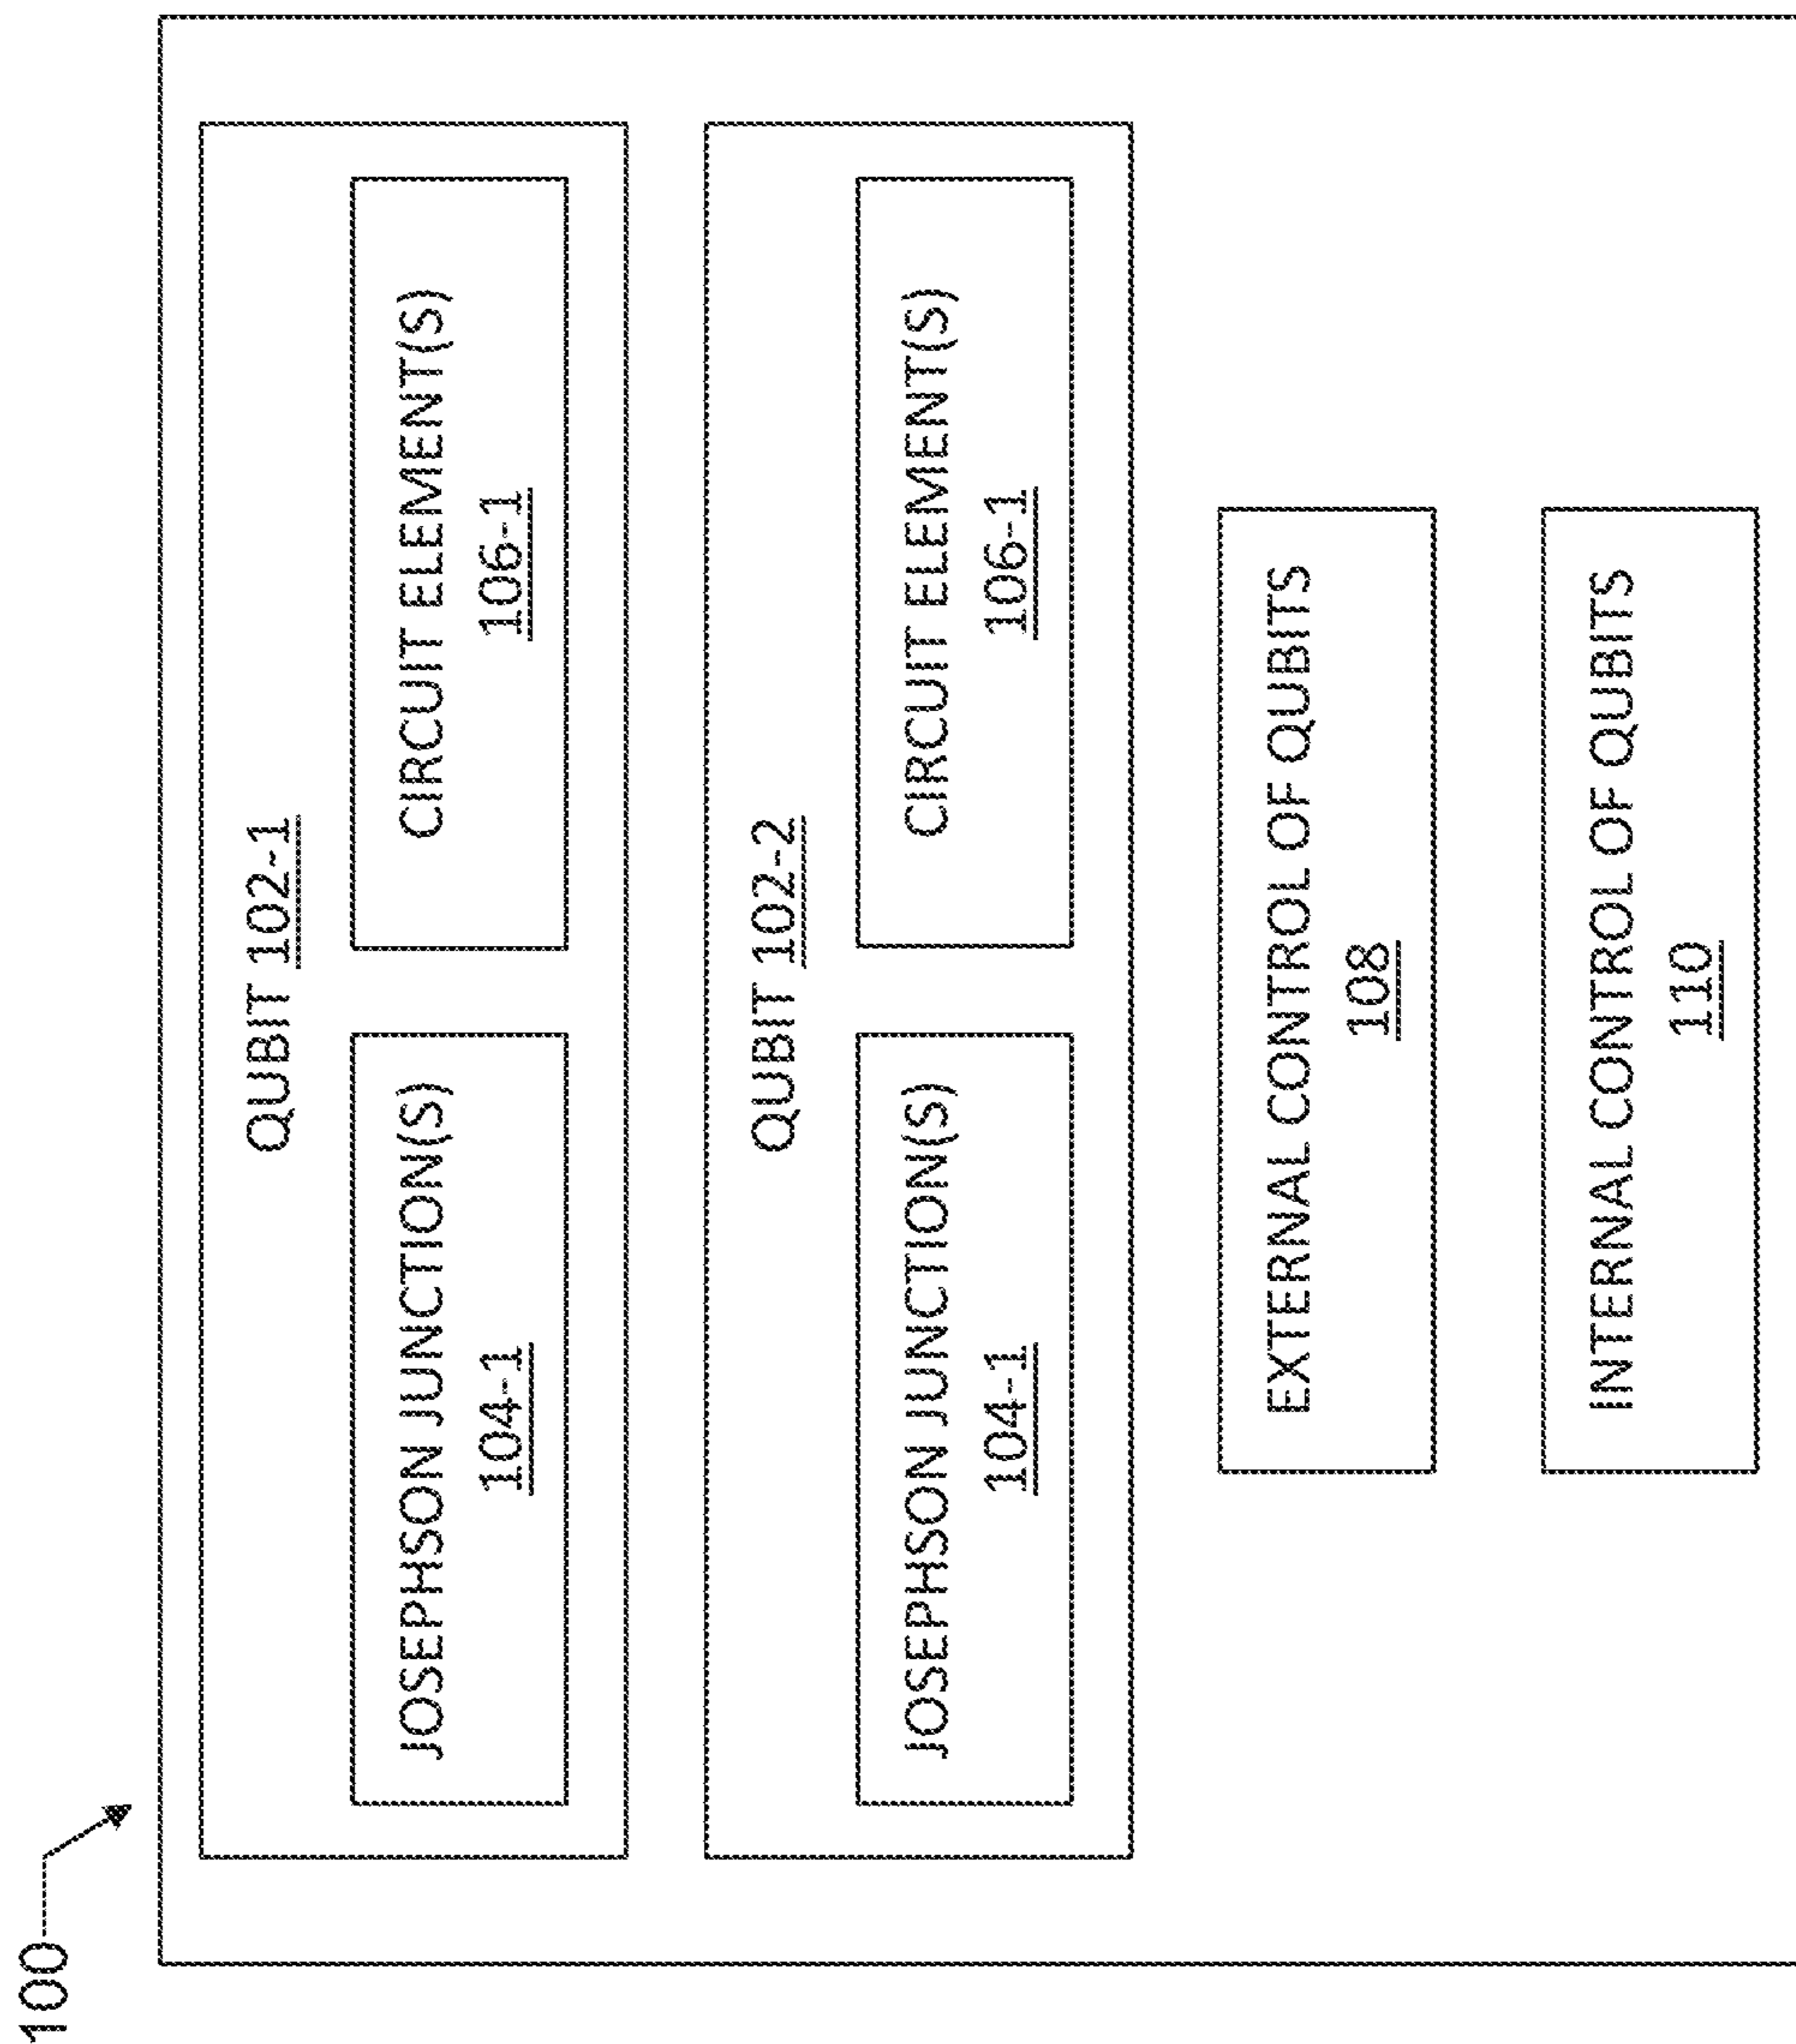 100
QUBIT 102-1
JOSEPHSON JUNCTION(S)
104-1
CIRCUIT ELEMENT(S)
106-1
QUBIT 102-2
JOSEPHSON JUNCTION(S)
104-1
CIRCUIT ELEMENT(S)
106-1
EXTERNAL CONTROL OF QUBITS
108
INTERNAL CONTROL OF QUBITS
110